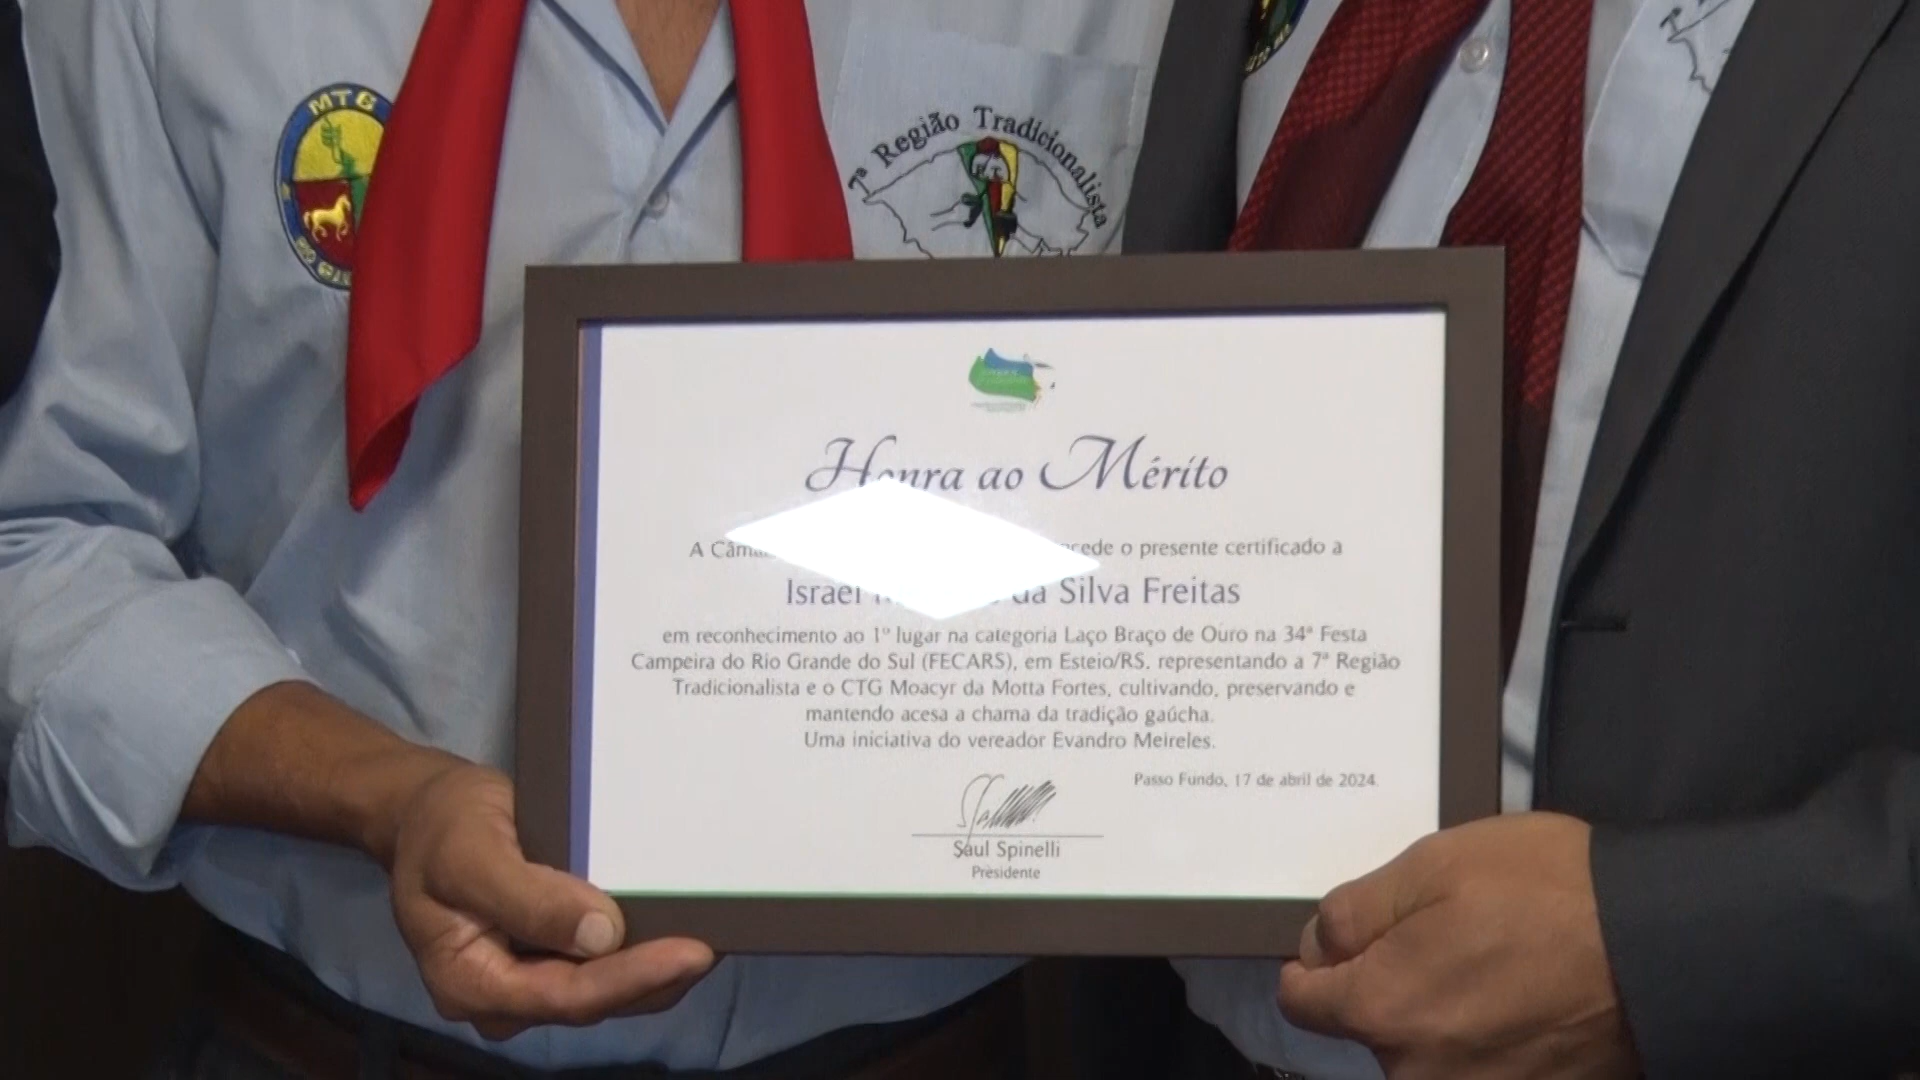 MTG
7ª Região Tradicionalista
Honra ao Mérito
A presente certificado a
Israel da Silva Freitas
em reconhecimento ao 1º lugar na categoria Laço Braço de Ouro na 34ª Festa
Campeira do Rio Grande do Sul (FECARS), em Esteio/RS, representando a 7ª Região
Tradicionalista e o CTG Moacyr da Motta Fortes, cultivando, preservando e
mantendo acesa a chama da tradição gaúcha.
Uma iniciativa do vereador Evandro Meireles.
Passo Fundo, 17 de abril de 2024.
Saul Spinelli
Presidente